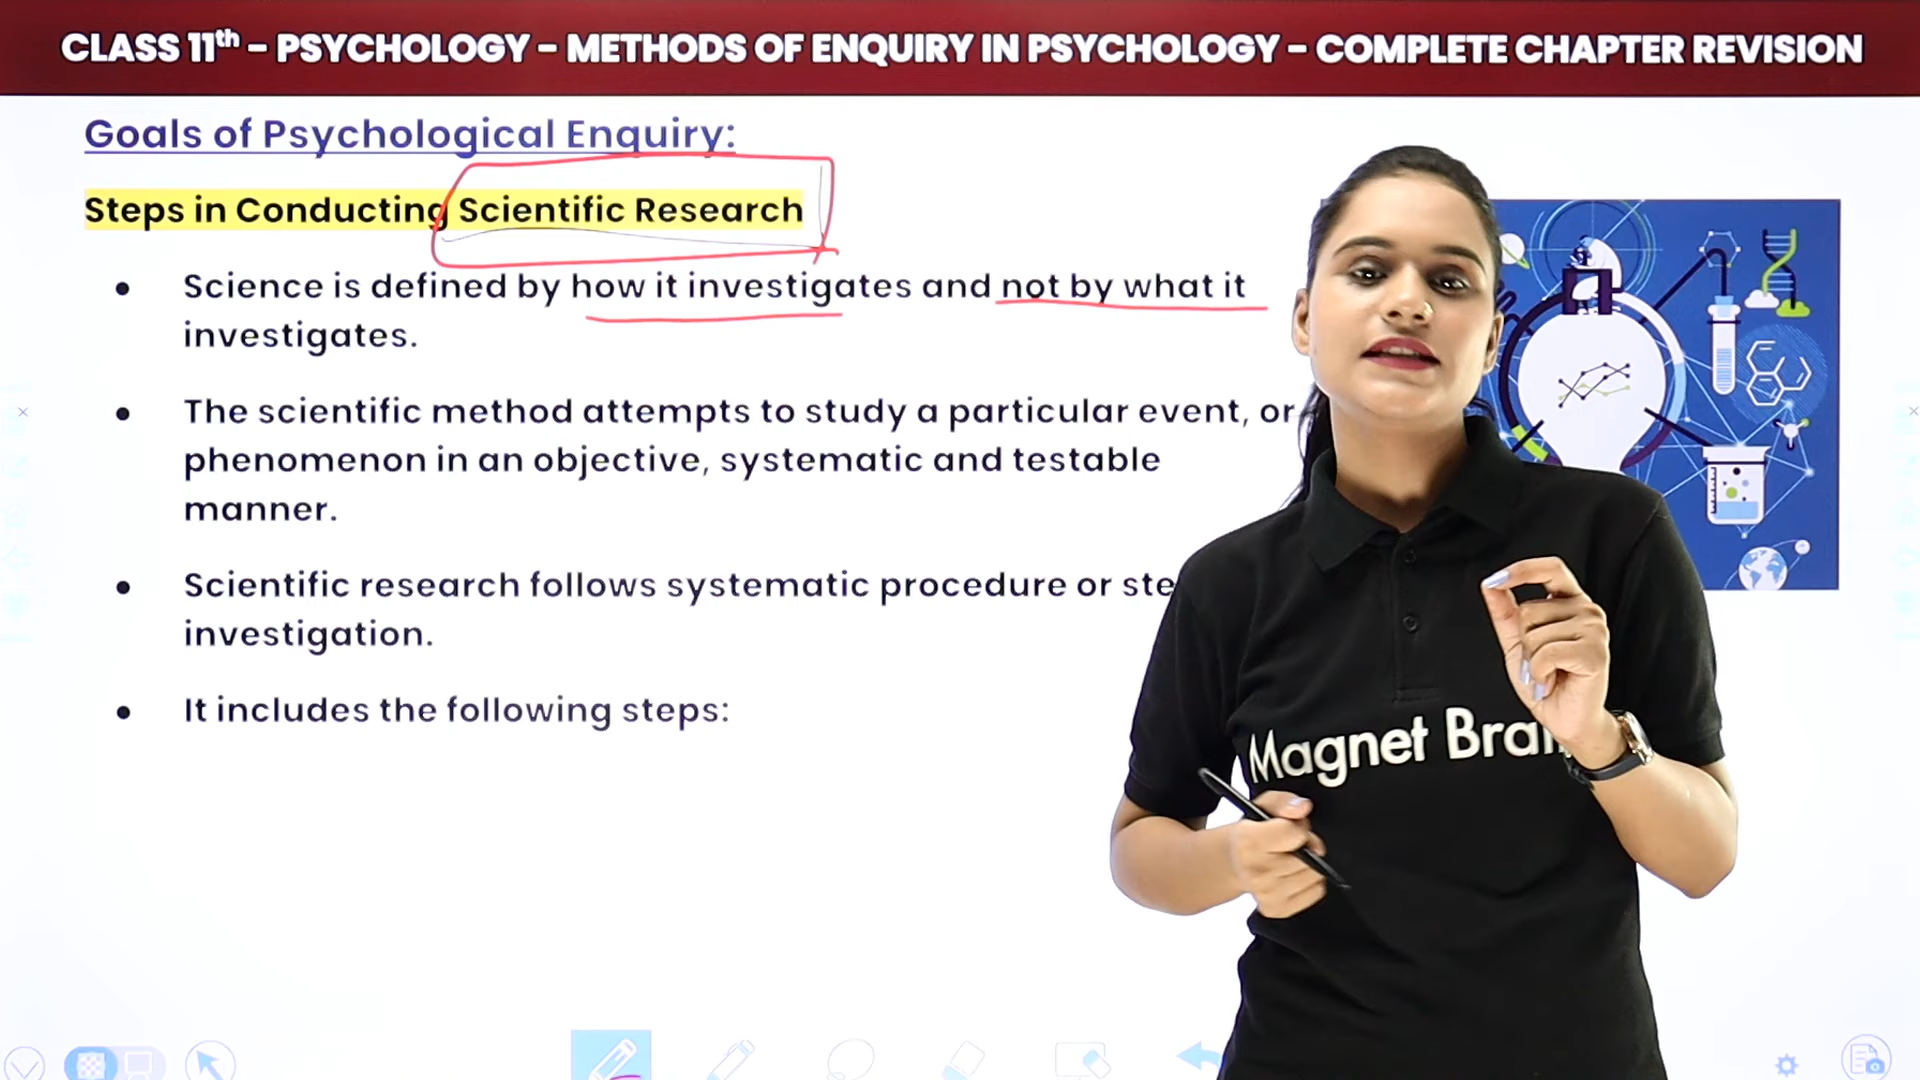 CLASS 11th – PSYCHOLOGY – METHODS OF ENQUIRY IN PSYCHOLOGY – COMPLETE CHAPTER REVISION
Goals of Psychological Enquiry:
Steps in Conducting Scientific Research
• Science is defined by how it investigates and not by what it
investigates.
• The scientific method attempts to study a particular event, or
phenomenon in an objective, systematic and testable
manner.
• Scientific research follows systematic procedure or
investigation.
• It includes the following steps:
Magnet